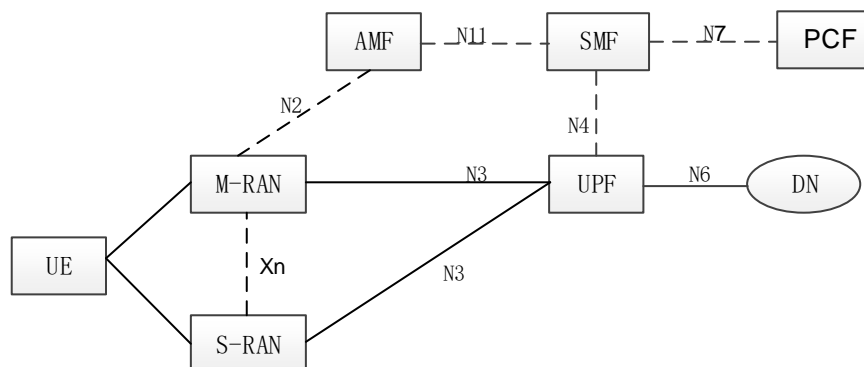 AMF
N11
SMF
N7
PCF
N2
N4
M-RAN
N3
UPF
N6
DN
UE
Xn
N3
S-RAN